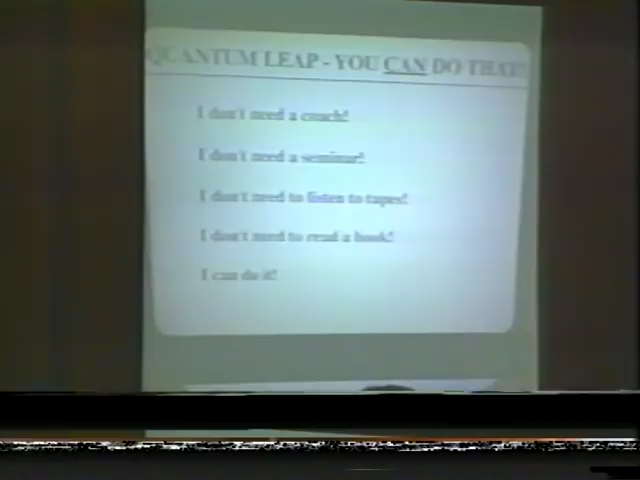 QUANTUM LEAP - YOU CAN DO THAT!
I don't need a coach!
I don't need a seminar!
I don't need to listen to tapes!
I don't need to read a book!
I can do it!